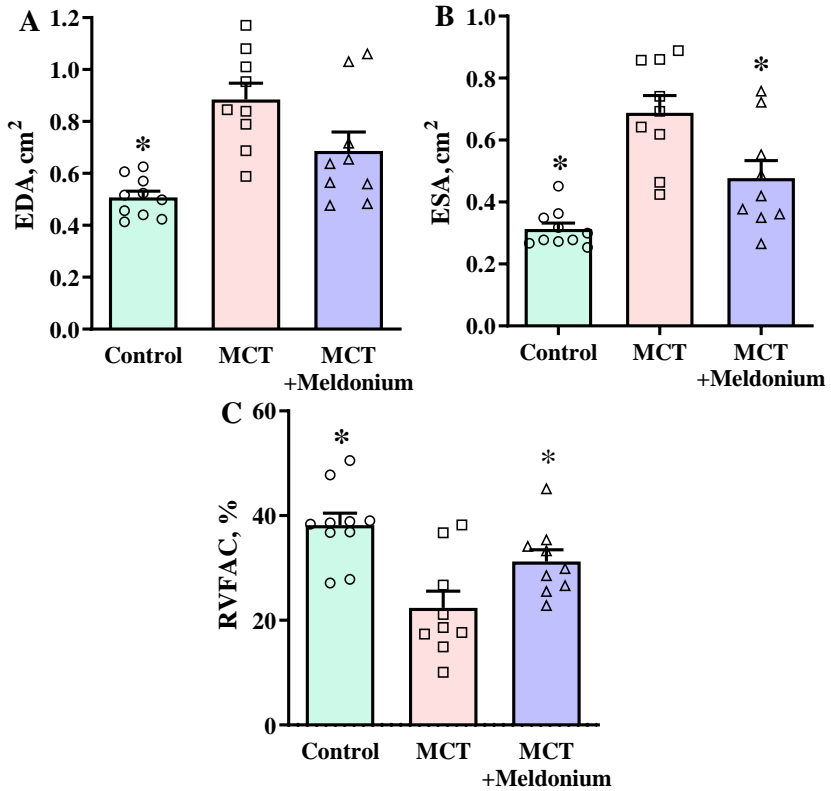 A
EDA, cm²
1.2
1.0
0.8
0.6
0.4
0.2
0.0
*
Control
MCT
MCT
+Meldonium
B
ESA, cm²
1.0
0.8
0.6
0.4
0.2
0.0
*
*
Control
MCT
MCT
+Meldonium
C
RVFAC, %
60
40
20
0
*
*
Control
MCT
MCT
+Meldonium